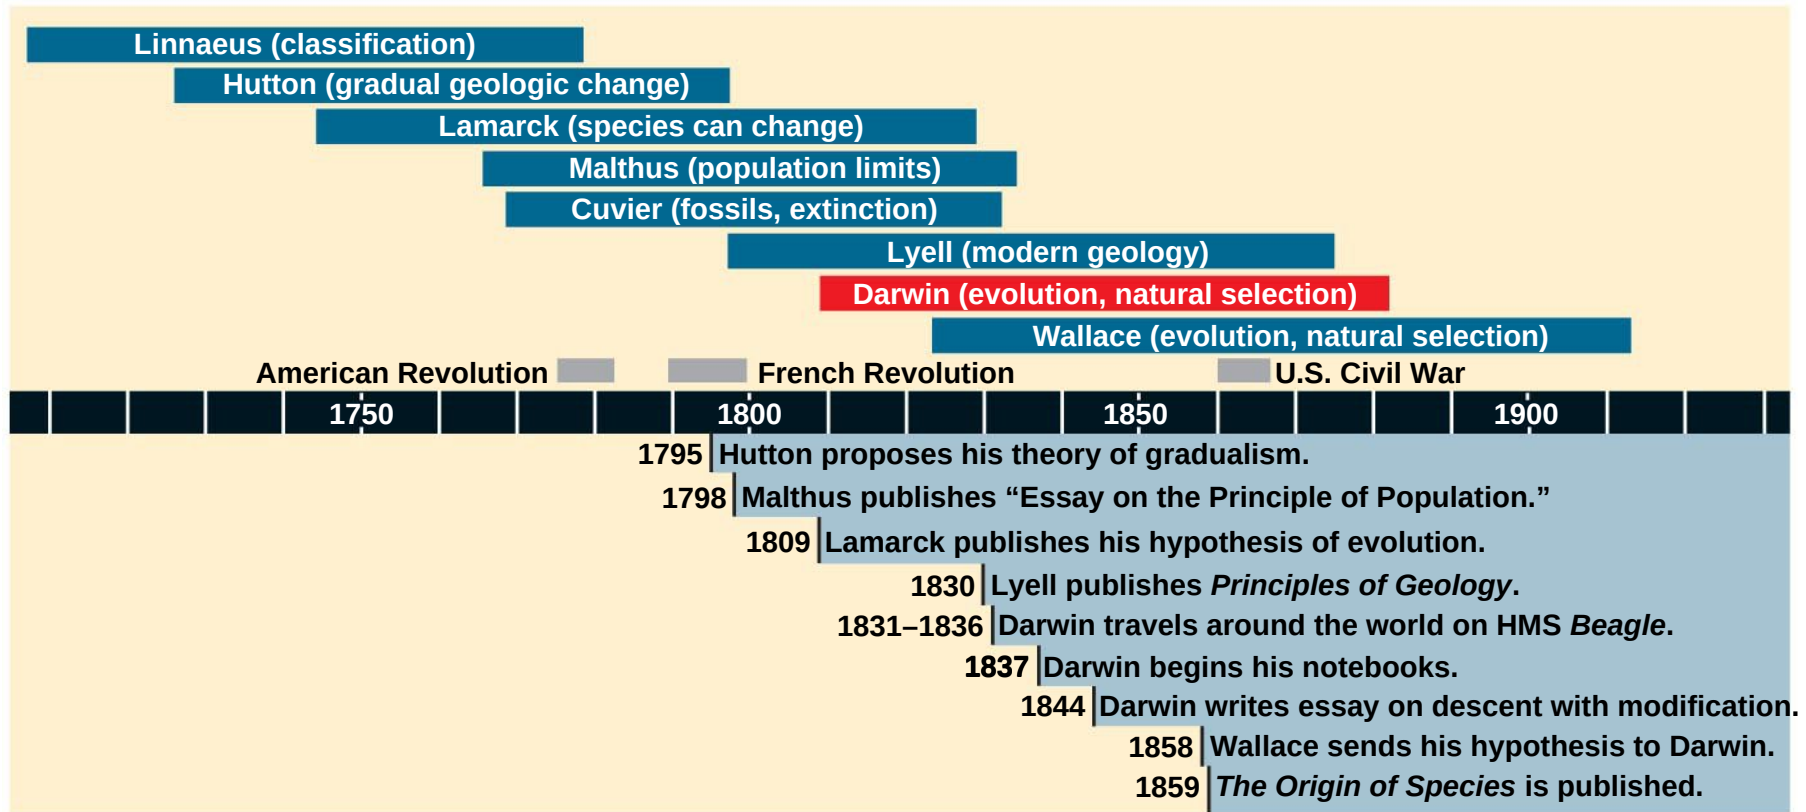 Linnaeus (classification)
Hutton (gradual geologic change)
Lamarck (species can change)
Malthus (population limits)
Cuvier (fossils, extinction)
Lyell (modern geology)
Darwin (evolution, natural selection)
Wallace (evolution, natural selection)
American Revolution French Revolution U.S. Civil War
1750 1800 1850 1900
1795 Hutton proposes his theory of gradualism.
1798 Malthus publishes “Essay on the Principle of Population.”
1809 Lamarck publishes his hypothesis of evolution.
1830 Lyell publishes Principles of Geology.
1831–1836 Darwin travels around the world on HMS Beagle.
1837 Darwin begins his notebooks.
1844 Darwin writes essay on descent with modification.
1858 Wallace sends his hypothesis to Darwin.
1859 The Origin of Species is published.